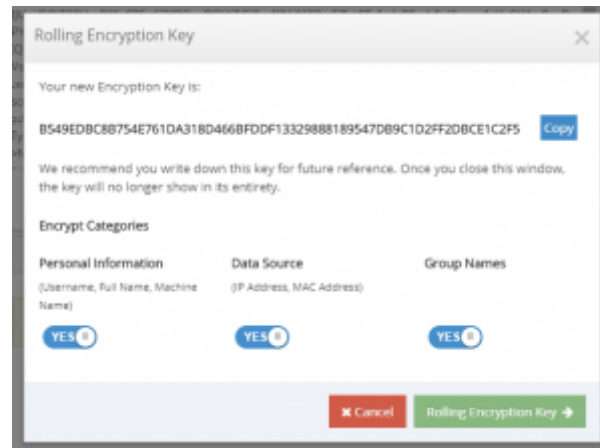 Rolling Encryption Key
Your new Encryption Key is:
B549EDBC8B754E761DA318D466BFDDF13329888189547DB9C1D2FF2DBCE1C2F5 Copy
We recommend you write down this key for future reference. Once you close this window,
the key will no longer show in its entirety.
Encrypt Categories
Personal Information Data Source Group Names
(Username, Full Name, Machine (IP Address, MAC Address)
Name)
YES YES YES
Cancel Rolling Encryption Key